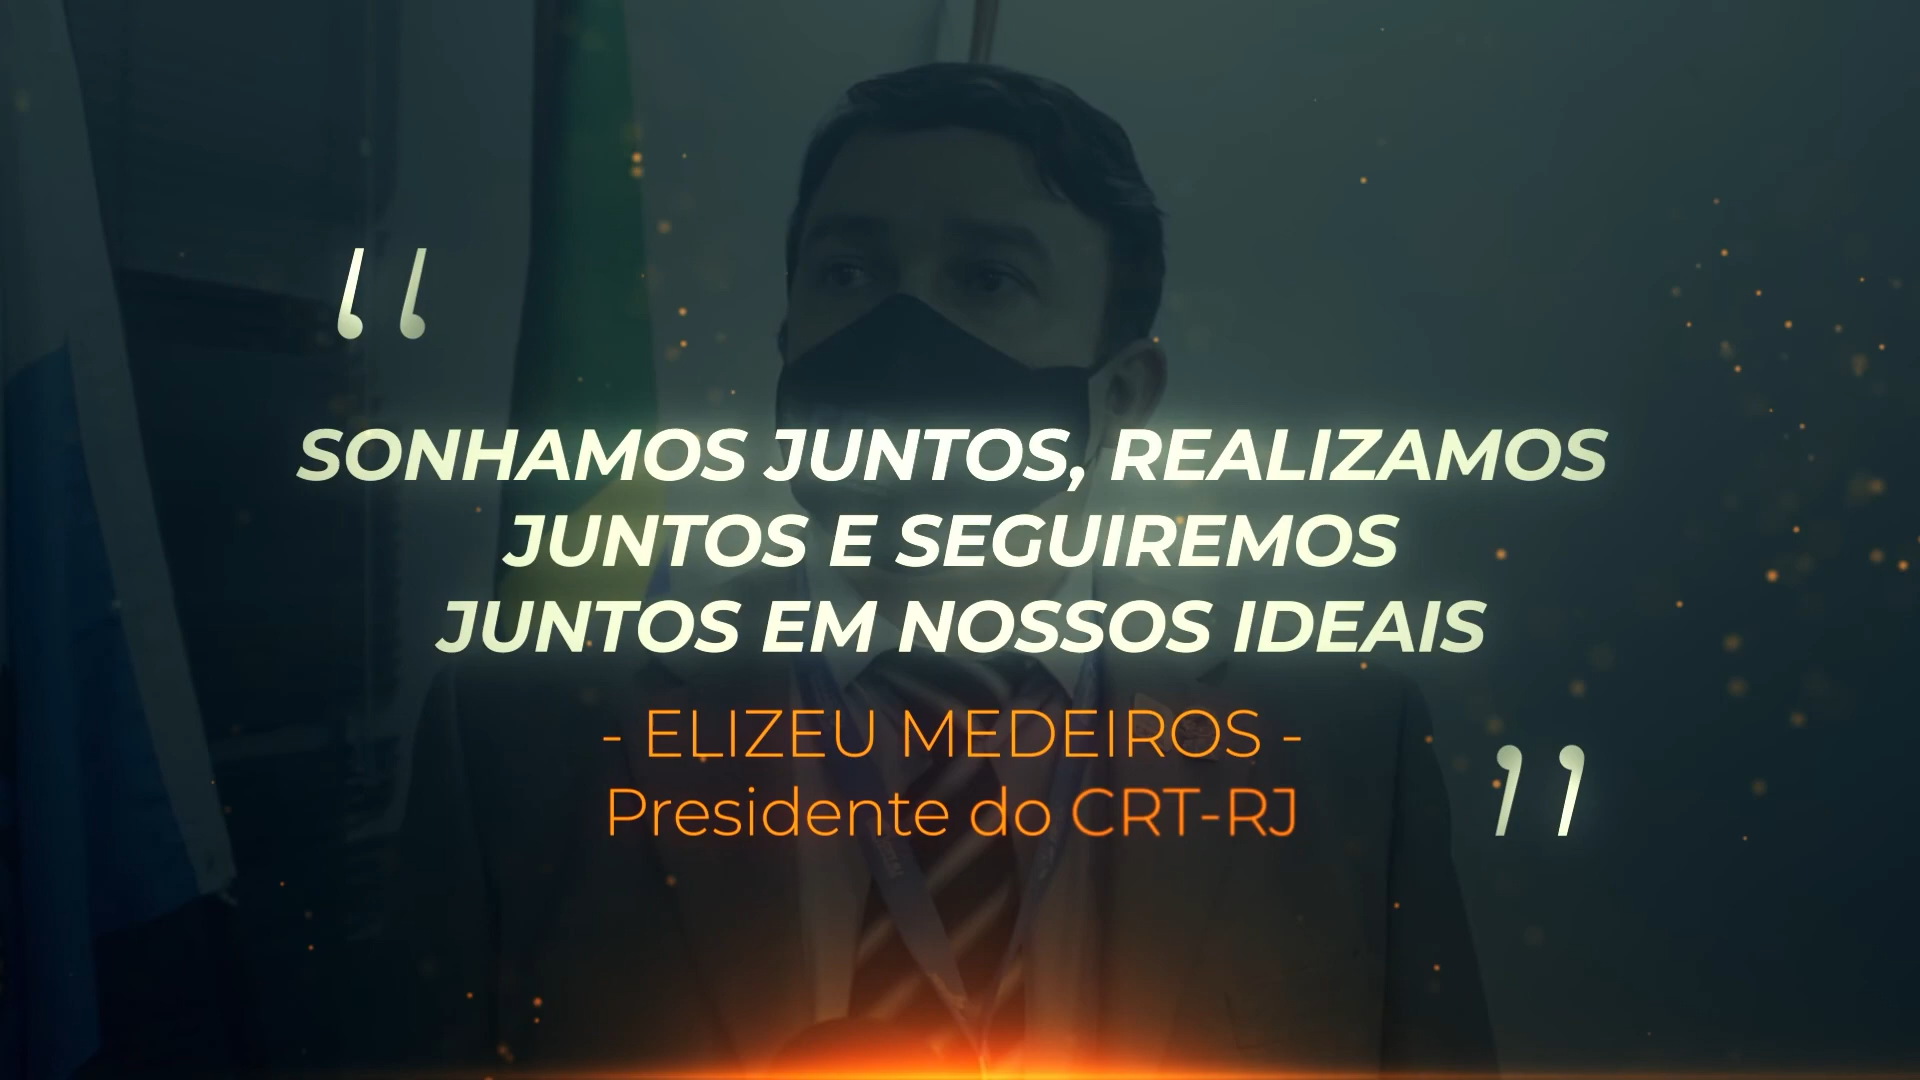 “
SONHAMOS JUNTOS, REALIZAMOS
JUNTOS E SEGUIREMOS
JUNTOS EM NOSSOS IDEAIS
- ELIZEU MEDEIROS -
Presidente do CRT-RJ
”